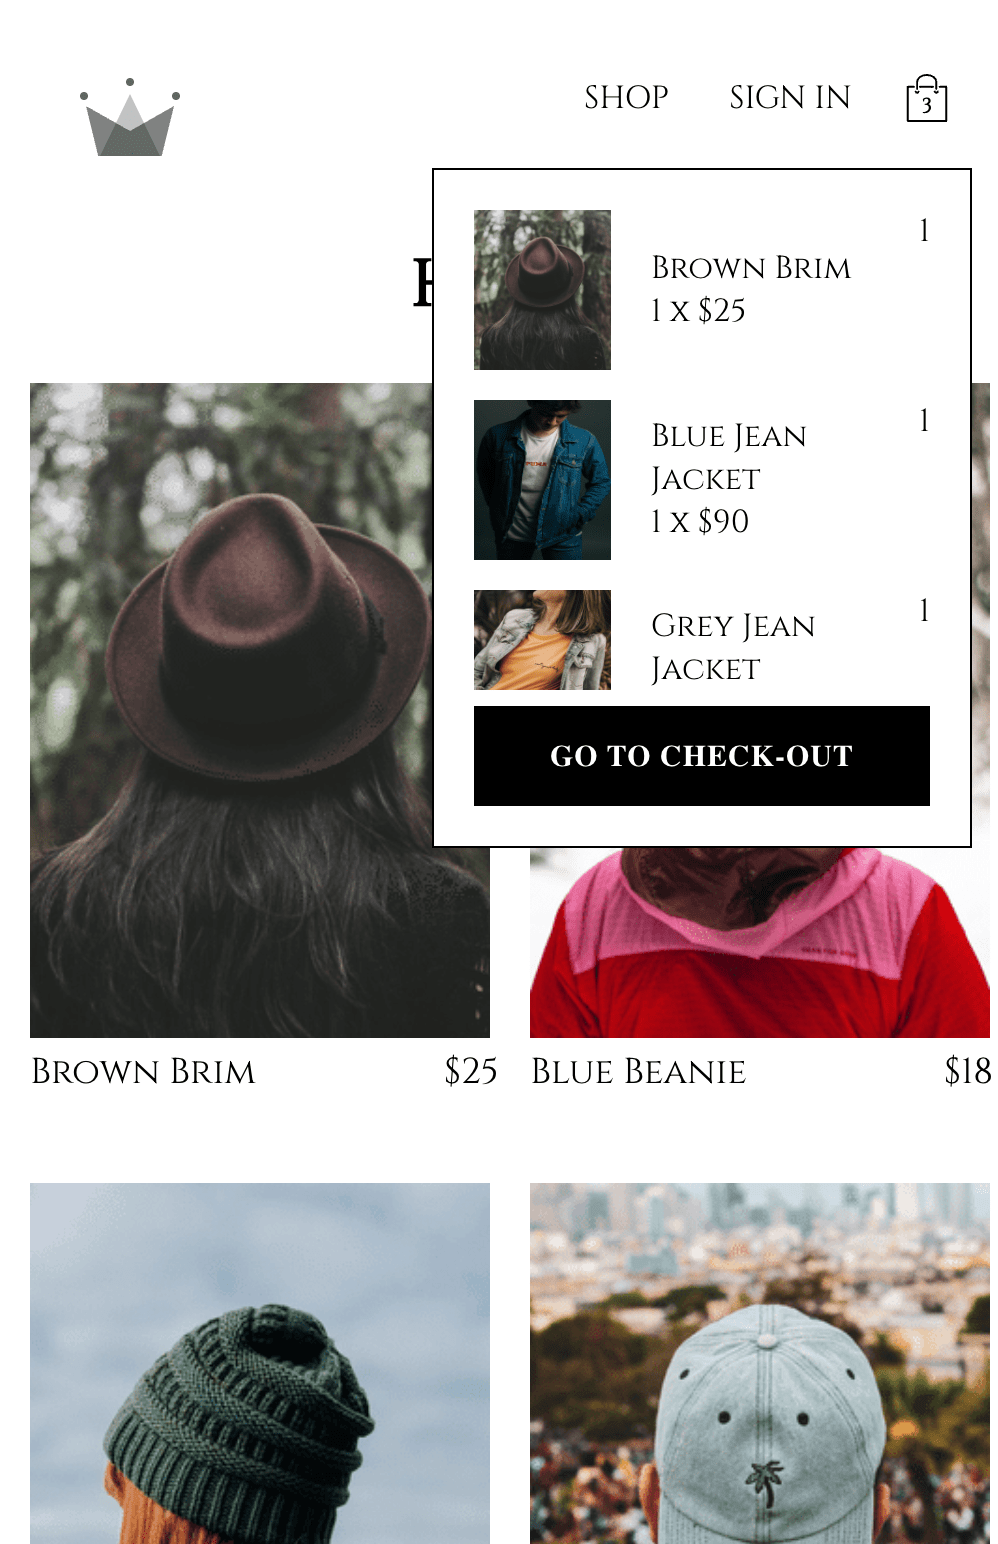 SHOP SIGN IN 3
1
Brown Brim
1 x $25
1
Blue Jean
Jacket
1 x $90
1
Grey Jean
Jacket
GO TO CHECK-OUT
Brown Brim $25
Blue Beanie $18